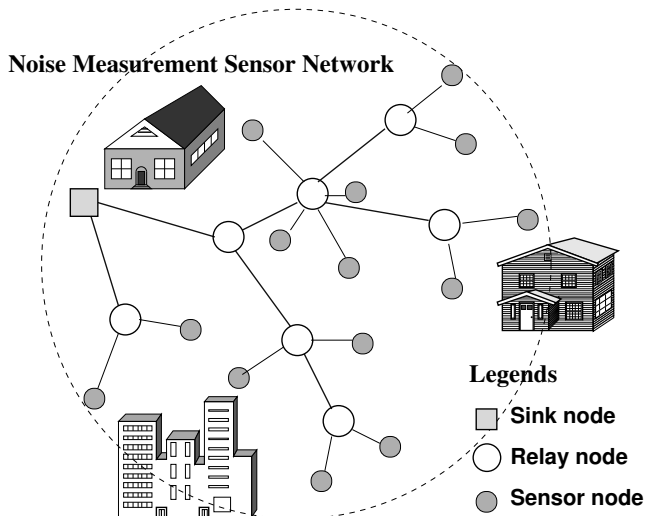 Noise Measurement Sensor Network
Legends
Sink node
Relay node
Sensor node